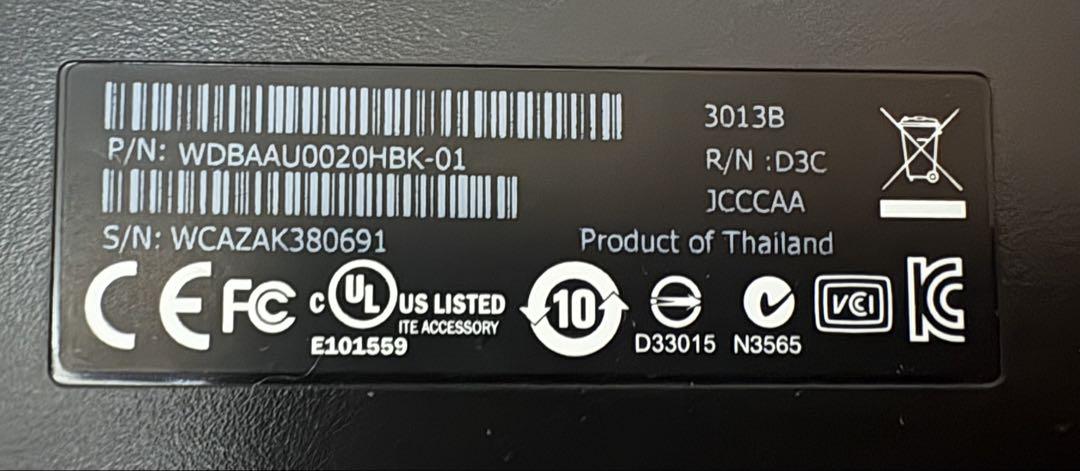 P/N: WDBAAU0020HBK-01
S/N: WCAZAK380691
3013B
R/N :D3C
JCCCAA
Product of Thailand
CE FC c UL US LISTED
ITE ACCESSORY
E101559
10
D33015
N3565
VCI
KC